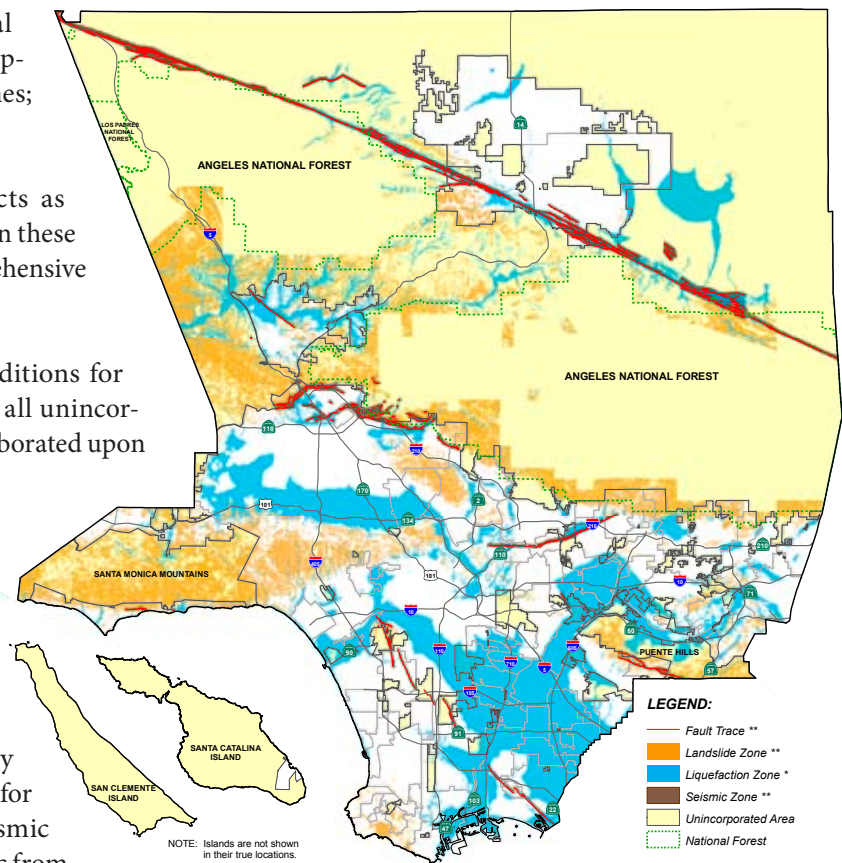 al
p-
nes;
cts as
n these
ehensive
ditions for
all unincor-
borated upon
y
for
smic
r from
LOS PADRES
NATIONAL
FOREST
ANGELES NATIONAL FOREST
14
5
ANGELES NATIONAL FOREST
118
210
170
2
101
134
210
110
210
101
405
10
71
SANTA MONICA MOUNTAINS
10
60
PUENTE HILLS
605
90
110
710
5
57
105
91
103
22
47
SANTA CATALINA
ISLAND
SAN CLEMENTE
ISLAND
NOTE: Islands are not shown
in their true locations.
LEGEND:
Fault Trace **
Landslide Zone **
Liquefaction Zone *
Seismic Zone **
Unincorporated Area
National Forest